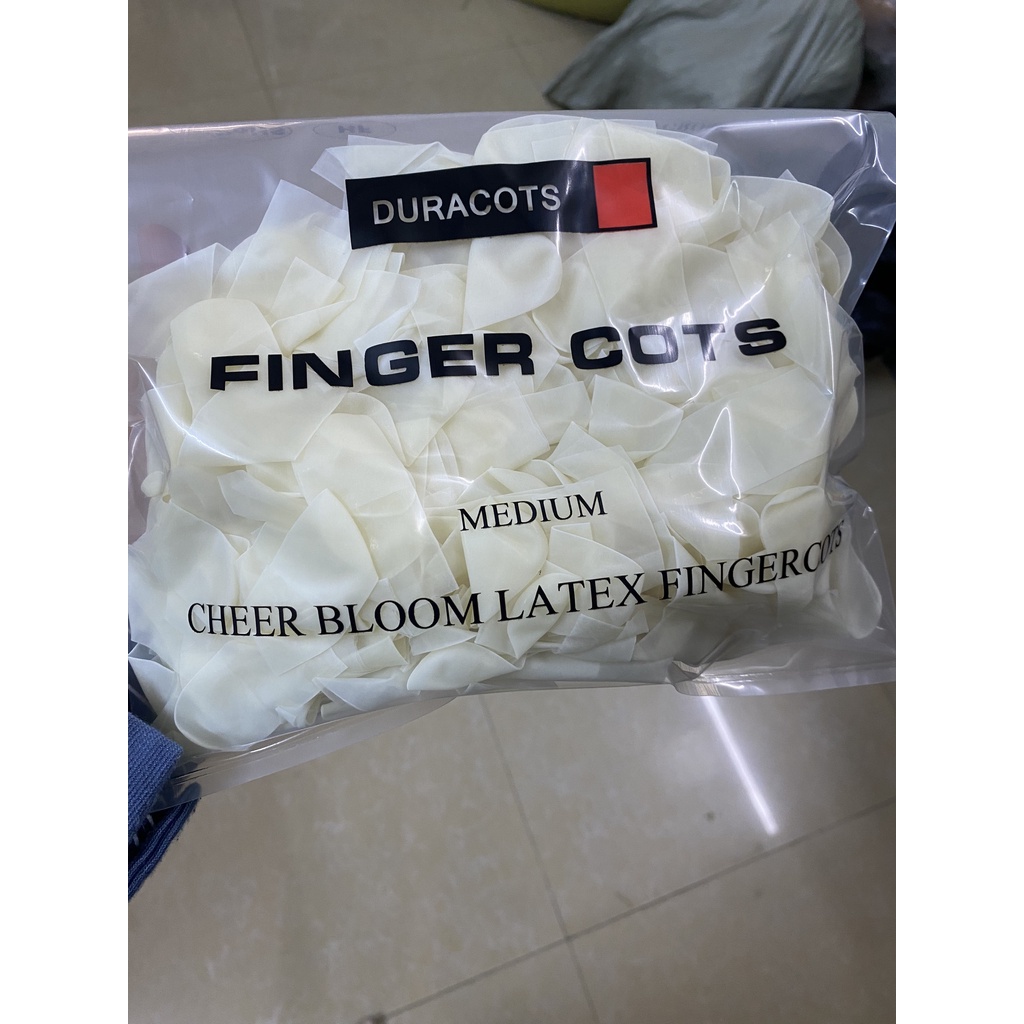 DURACOTS
FINGER COTS
MEDIUM
CHEER BLOOM LATEX FINGERCOTS